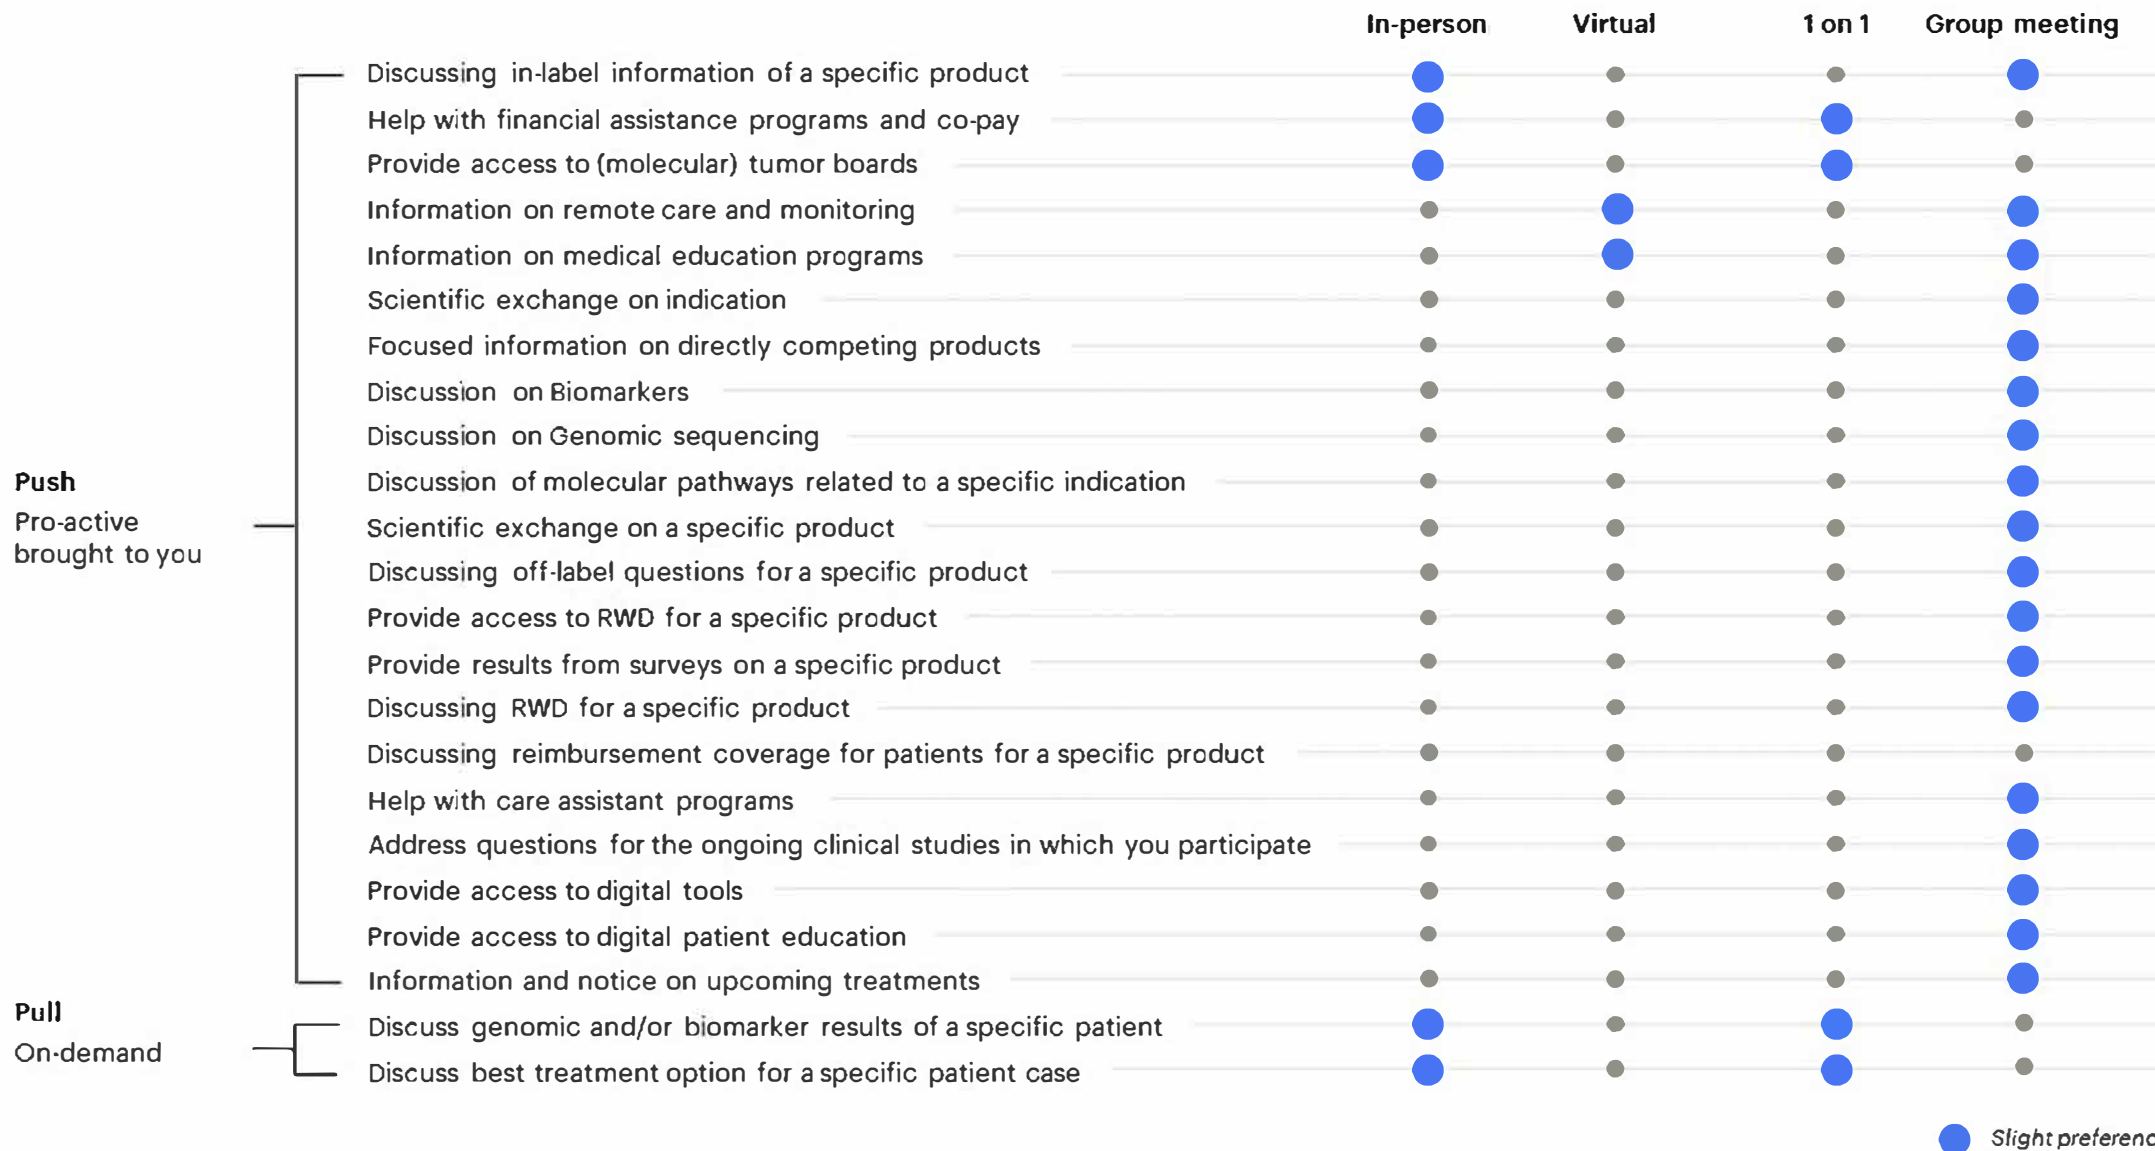 In-person Virtual 1 on 1 Group meeting
Discussing in-label information of a specific product
Help with financial assistance programs and co-pay
Provide access to (molecular) tumor boards
Information on remote care and monitoring
Information on medical education programs
Scientific exchange on indication
Focused information on directly competing products
Discussion on Biomarkers
Discussion on Genomic sequencing
Push
Discussion of molecular pathways related to a specific indication
Pro-active
brought to you
Scientific exchange on a specific product
Discussing off-label questions for a specific product
Provide access to RWD for a specific product
Provide results from surveys on a specific product
Discussing RWD for a specific product
Discussing reimbursement coverage for patients for a specific product
Help with care assistant programs
Address questions for the ongoing clinical studies in which you participate
Provide access to digital tools
Provide access to digital patient education
Information and notice on upcoming treatments
Pull
On-demand
Discuss genomic and/or biomarker results of a specific patient
Discuss best treatment option for a specific patient case
Slight preferenc